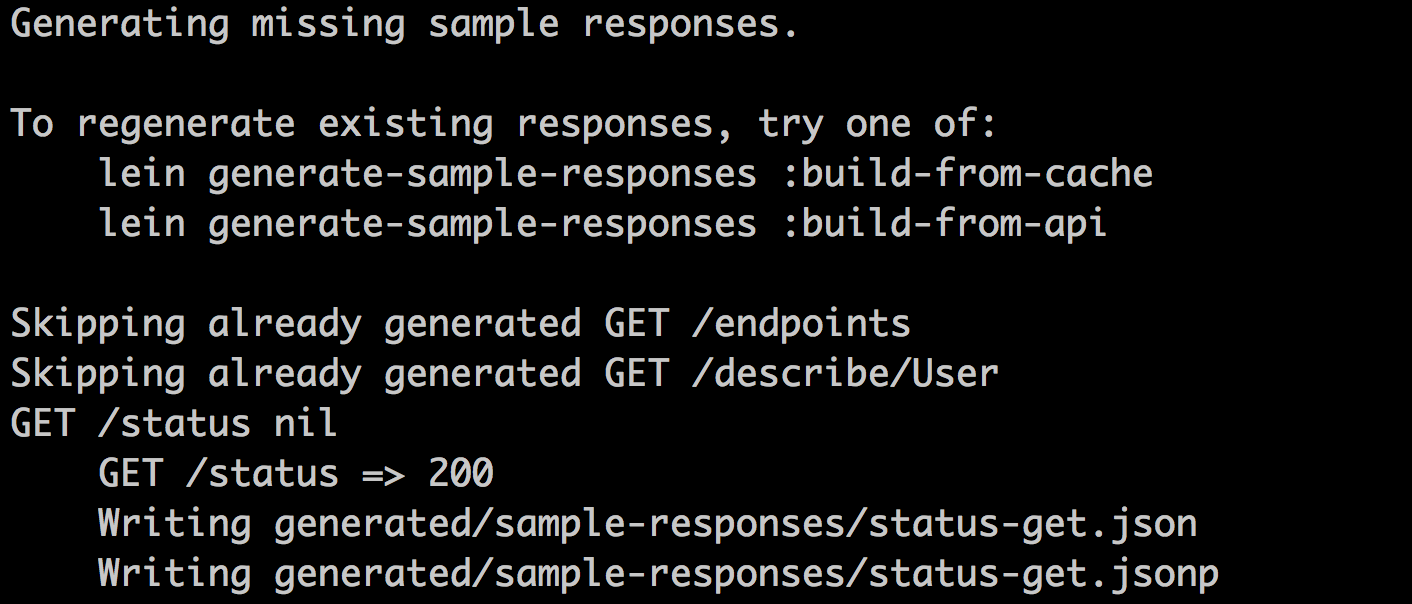 Generating missing sample responses.
To regenerate existing responses, try one of:
lein generate-sample-responses :build-from-cache
lein generate-sample-responses :build-from-api
Skipping already generated GET /endpoints
Skipping already generated GET /describe/User
GET /status nil
GET /status => 200
Writing generated/sample-responses/status-get.json
Writing generated/sample-responses/status-get.jsonp